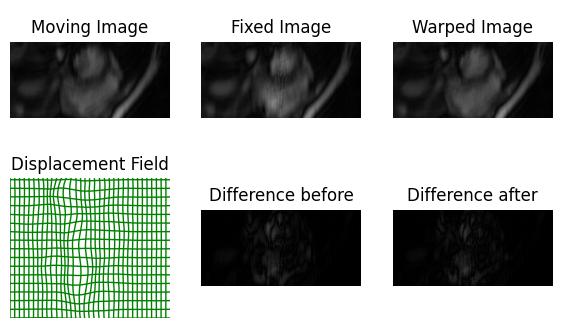 Moving Image
Fixed Image
Warped Image
Displacement Field
Difference before
Difference after